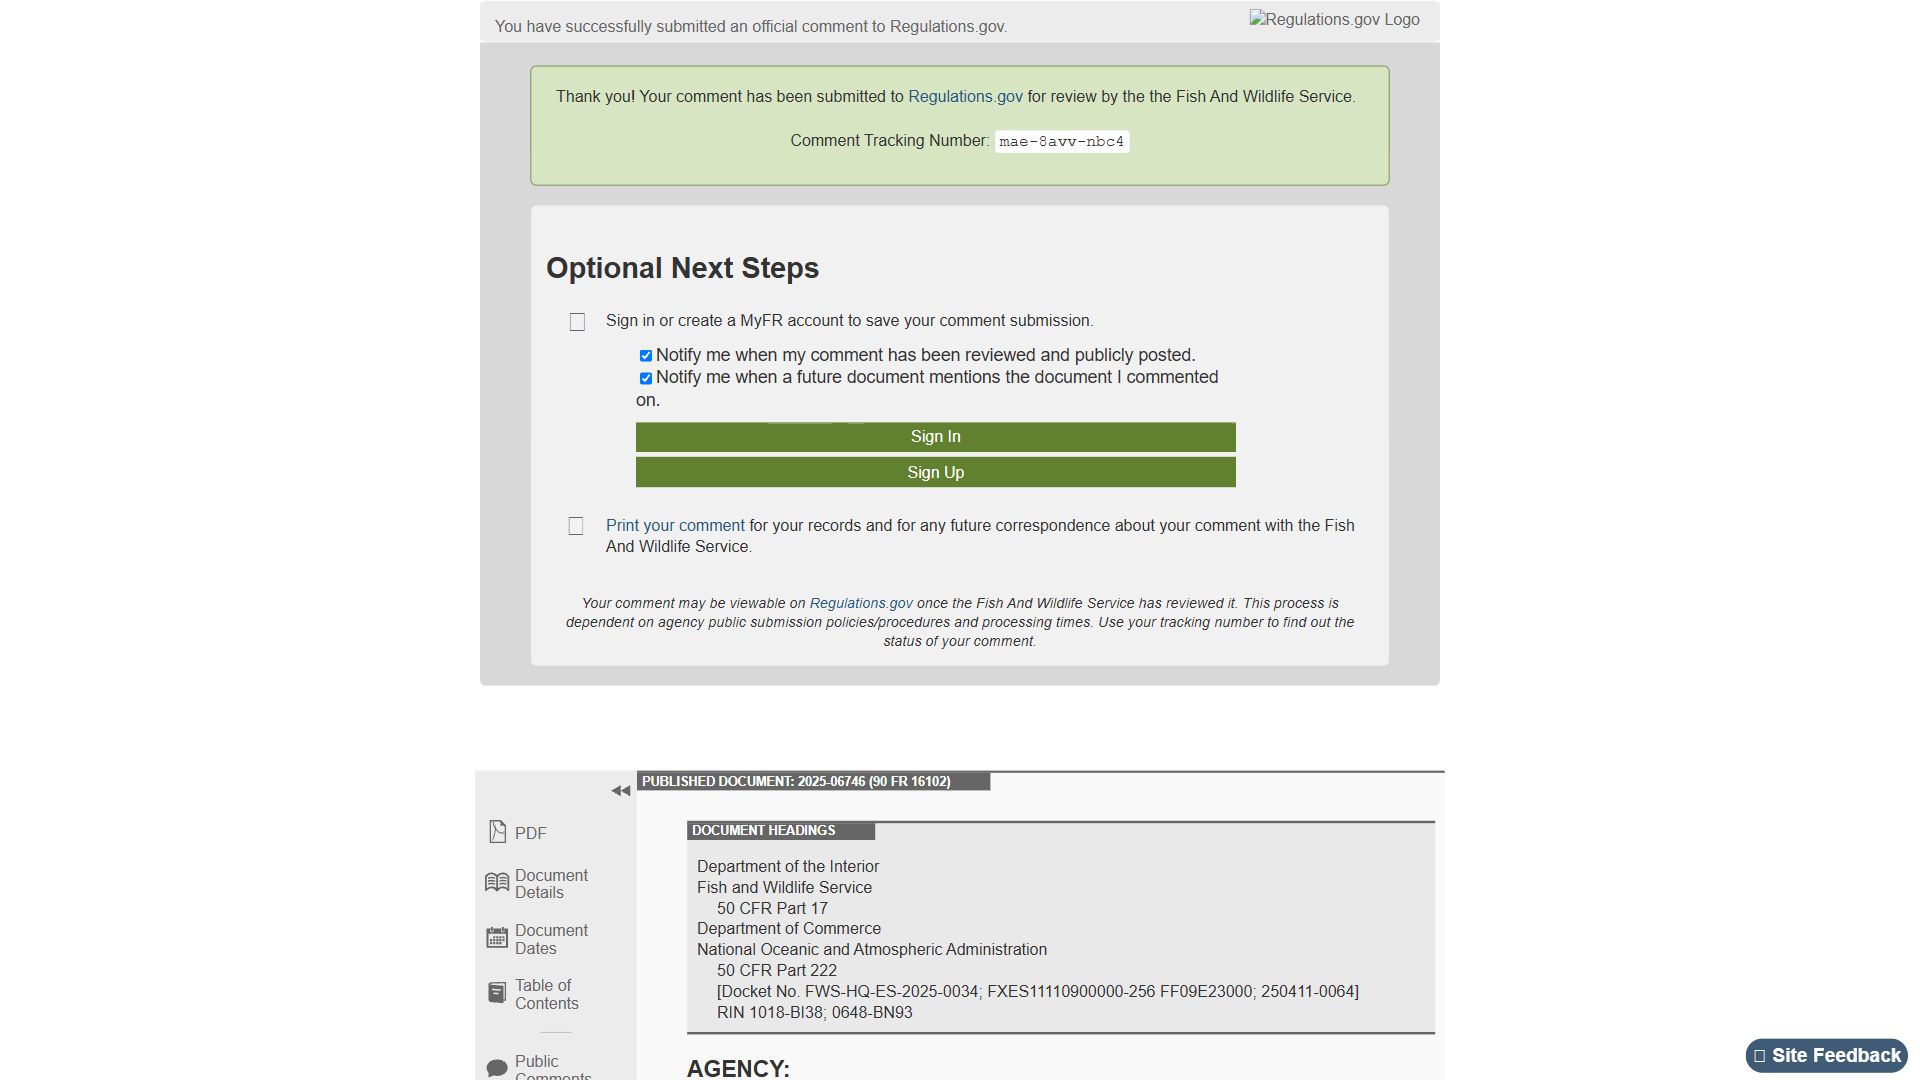 You have successfully submitted an official comment to Regulations.gov.
Regulations.gov Logo
Thank you! Your comment has been submitted to Regulations.gov for review by the the Fish And Wildlife Service.
Comment Tracking Number: mae-8avv-nbc4
Optional Next Steps
Sign in or create a MyFR account to save your comment submission.
Notify me when my comment has been reviewed and publicly posted.
Notify me when a future document mentions the document I commented
on.
Sign In
Sign Up
Print your comment for your records and for any future correspondence about your comment with the Fish
And Wildlife Service.
Your comment may be viewable on Regulations.gov once the Fish And Wildlife Service has reviewed it. This process is
dependent on agency public submission policies/procedures and processing times. Use your tracking number to find out the
status of your comment.
PDF
Document
Details
Document
Dates
Table of
Contents
Public
Comments
PUBLISHED DOCUMENT: 2025-06746 (90 FR 16102)
DOCUMENT HEADINGS
Department of the Interior
Fish and Wildlife Service
50 CFR Part 17
Department of Commerce
National Oceanic and Atmospheric Administration
50 CFR Part 222
[Docket No. FWS-HQ-ES-2025-0034; FXES11110900000-256 FF09E23000; 250411-0064]
RIN 1018-BI38; 0648-BN93
AGENCY:
Site Feedback